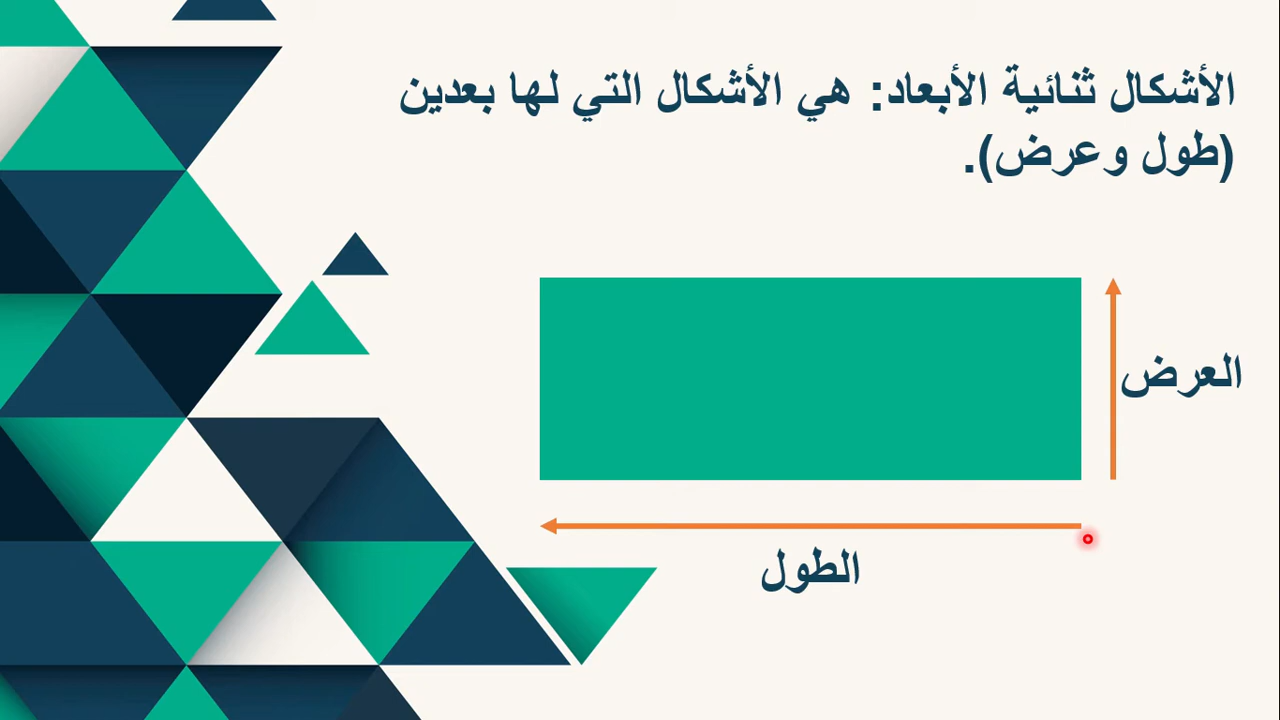 الأشكال ثنائية الأبعاد: هي الأشكال التي لها بعدين
(طول وعرض).
العرض
الطول